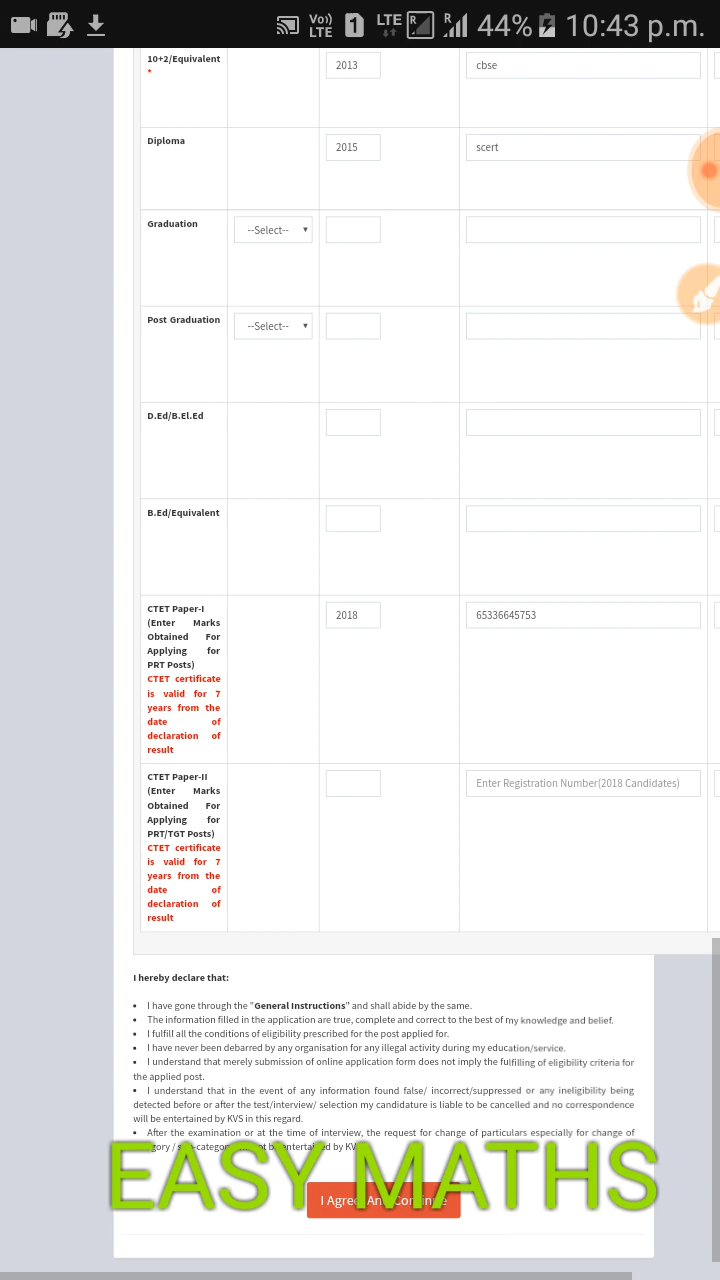 Vo)) LTE 1 LTE R R 44% 10:43 p.m.
10+2/Equivalent 2013 cbse
*
Diploma 2015 scert
Graduation --Select--
Post Graduation --Select--
D.Ed/B.El.Ed
B.Ed/Equivalent
CTET Paper-I 2018 65336645753
(Enter Marks
Obtained For
Applying for
PRT Posts)
CTET certificate
is valid for 7
years from the
date of
declaration of
result
CTET Paper-II Enter Registration Number(2018 Candidates)
(Enter Marks
Obtained For
Applying for
PRT/TGT Posts)
CTET certificate
is valid for 7
years from the
date of
declaration of
result
I hereby declare that:
• I have gone through the "General Instructions" and shall abide by the same.
• The information filled in the application are true, complete and correct to the best of my knowledge and belief.
• I fulfill all the conditions of eligibility prescribed for the post applied for.
• I have never been debarred by any organisation for any illegal activity during my education/service.
• I understand that merely submission of online application form does not imply the fulfilling of eligibility criteria for
the applied post.
• I understand that in the event of any information found false/ incorrect/suppressed or any ineligibility being
detected before or after the test/interview/ selection my candidature is liable to be cancelled and no correspondence
will be entertained by KVS in this regard.
• After the examination or at the time of interview, the request for change of particulars especially for change of
by
EASY MATHS
I Agree And Continue